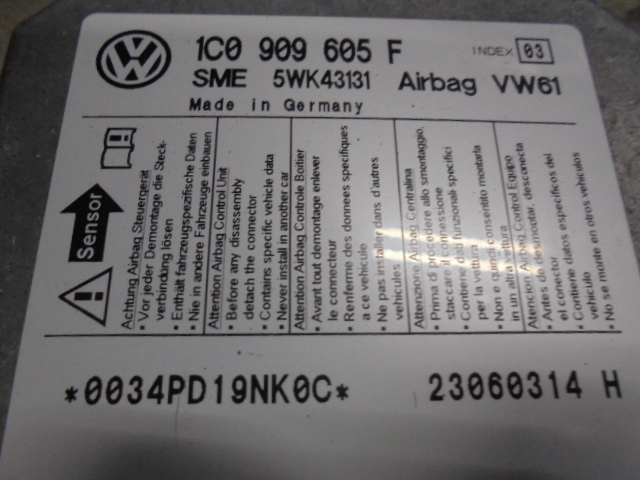 1C0 909 605 F
INDEX 03
SME 5WK43131 Airbag VW61
Made in Germany
Sensor
Achtung Airbag Steuergerät
• Vor jeder Demontage die Steck-
verbindung lösen
• Enthält fahrzeugspezifische Daten
• Nie in andere Fahrzeuge einbauen
Attention Airbag Control Unit
• Before any disassembly
detach the connector
• Contains specific vehicle data
• Never install in another car
Attention Airbag Controle Boitier
• Avant tout demontage enlever
le connecteur
• Renferme des donnees specifiques
a ce vehicule
• Ne pas installer dans d'autres
vehicules
Attenzione Airbag Centralina
• Prima di procedere allo smontaggio,
staccare il connessione
• Contiene dati funzionali specifici
per la vettura
• Non e quindi consentito montarla
in un altra vettura
Atencion Airbag Control Equipo
• Antes de desmontar, desconecta
el conector
• Contiene datos especificos del
vehiculo
• No se monte en otros vehiculos
*0034PD19NK0C*
23060314 H